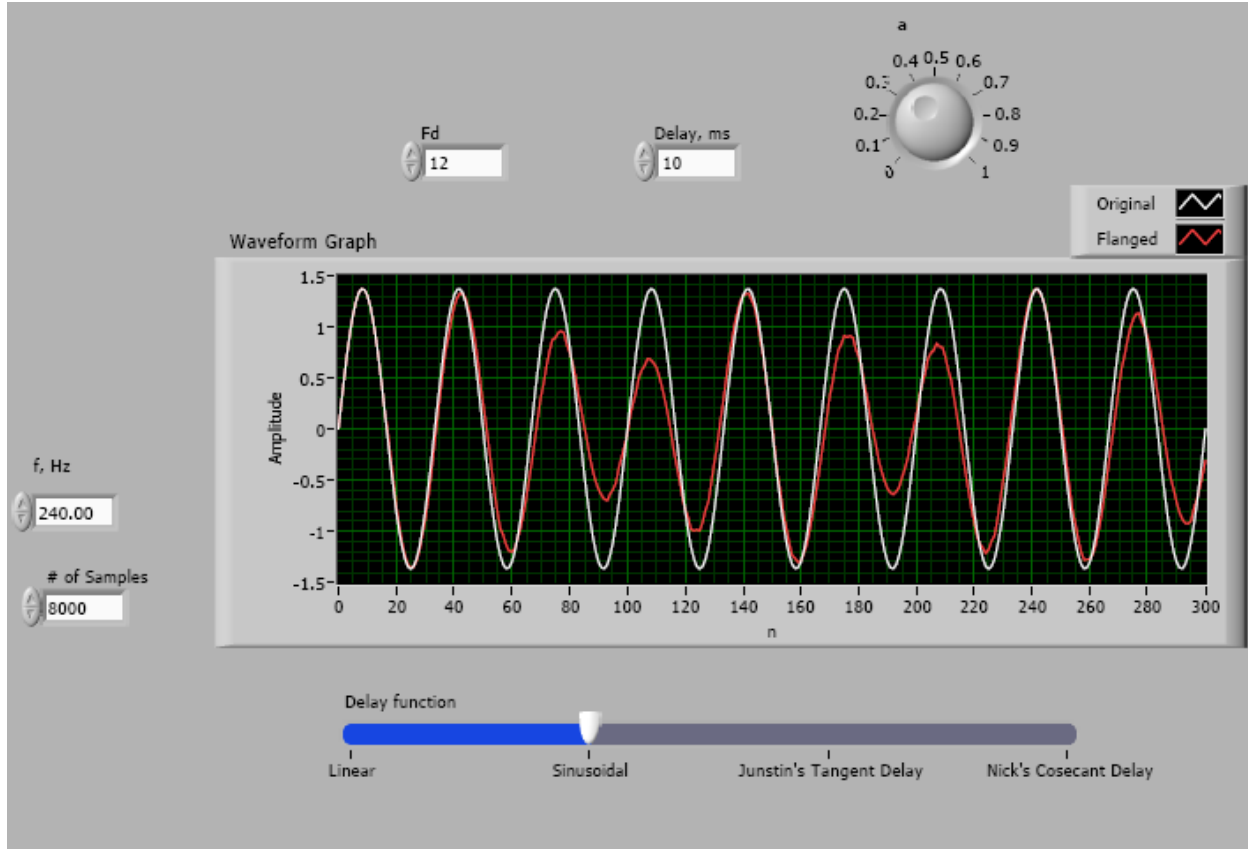 a
0.4 0.5 0.6
0.3 0.7
0.2 0.8
0.1 0.9
0 1
Fd
12
Delay, ms
10
Original
Flanged
Waveform Graph
1.5
1
0.5
0
-0.5
-1
-1.5
Amplitude
0 20 40 60 80 100 120 140 160 180 200 220 240 260 280 300
n
f, Hz
240.00
# of Samples
8000
Delay function
Linear Sinusoidal Junstin's Tangent Delay Nick's Cosecant Delay